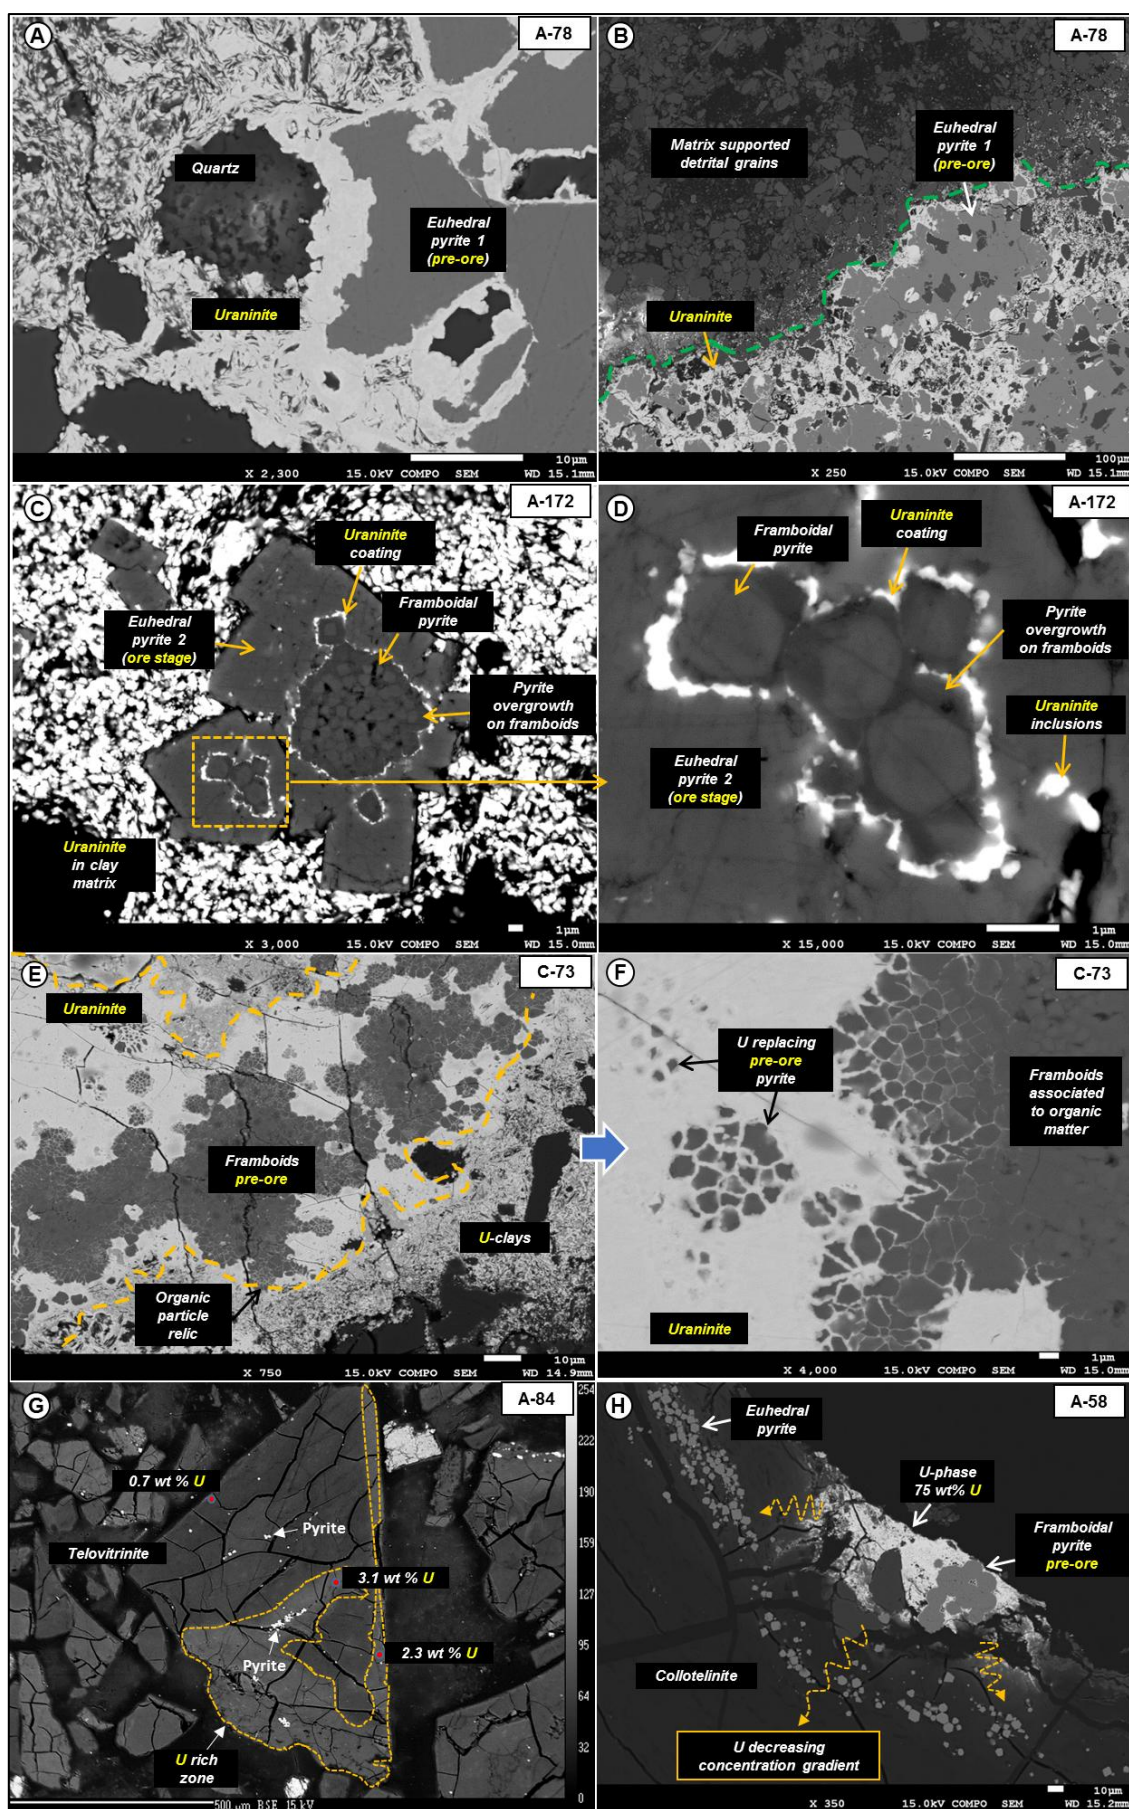 A
A-78
Quartz
Euhedral
pyrite 1
(pre-ore)
Uraninite
10µm
X 2,300 15.0kV COMPO SEM WD 15.1mm
B
A-78
Matrix supported
detrital grains
Euhedral
pyrite 1
(pre-ore)
Uraninite
100µm
X 250 15.0kV COMPO SEM WD 15.1mm
C
A-172
Uraninite
coating
Framboidal
pyrite
Euhedral
pyrite 2
(ore stage)
Pyrite
overgrowth
on framboids
Uraninite
in clay
matrix
1µm
X 3,000 15.0kV COMPO SEM WD 15.0mm
D
A-172
Framboidal
pyrite
Uraninite
coating
Pyrite
overgrowth
on framboids
Uraninite
inclusions
Euhedral
pyrite 2
(ore stage)
1µm
X 15,000 15.0kV COMPO SEM WD 15.0mm
E
C-73
Uraninite
Framboids
pre-ore
U-clays
Organic
particle
relic
10µm
X 750 15.0kV COMPO SEM WD 14.9mm
F
C-73
U replacing
pre-ore
pyrite
Framboids
associated
to organic
matter
Uraninite
1µm
X 4,000 15.0kV COMPO SEM WD 15.0mm
G
A-84
0.7 wt % U
Pyrite
Telovitrinite
3.1 wt % U
Pyrite
2.3 wt % U
U rich
zone
254
222
190
159
127
95
64
32
0
500 µm BSE 15 kV
H
A-58
Euhedral
pyrite
U-phase
75 wt% U
Framboidal
pyrite
pre-ore
Collotelinite
U decreasing
concentration gradient
10µm
X 350 15.0kV COMPO SEM WD 15.2mm